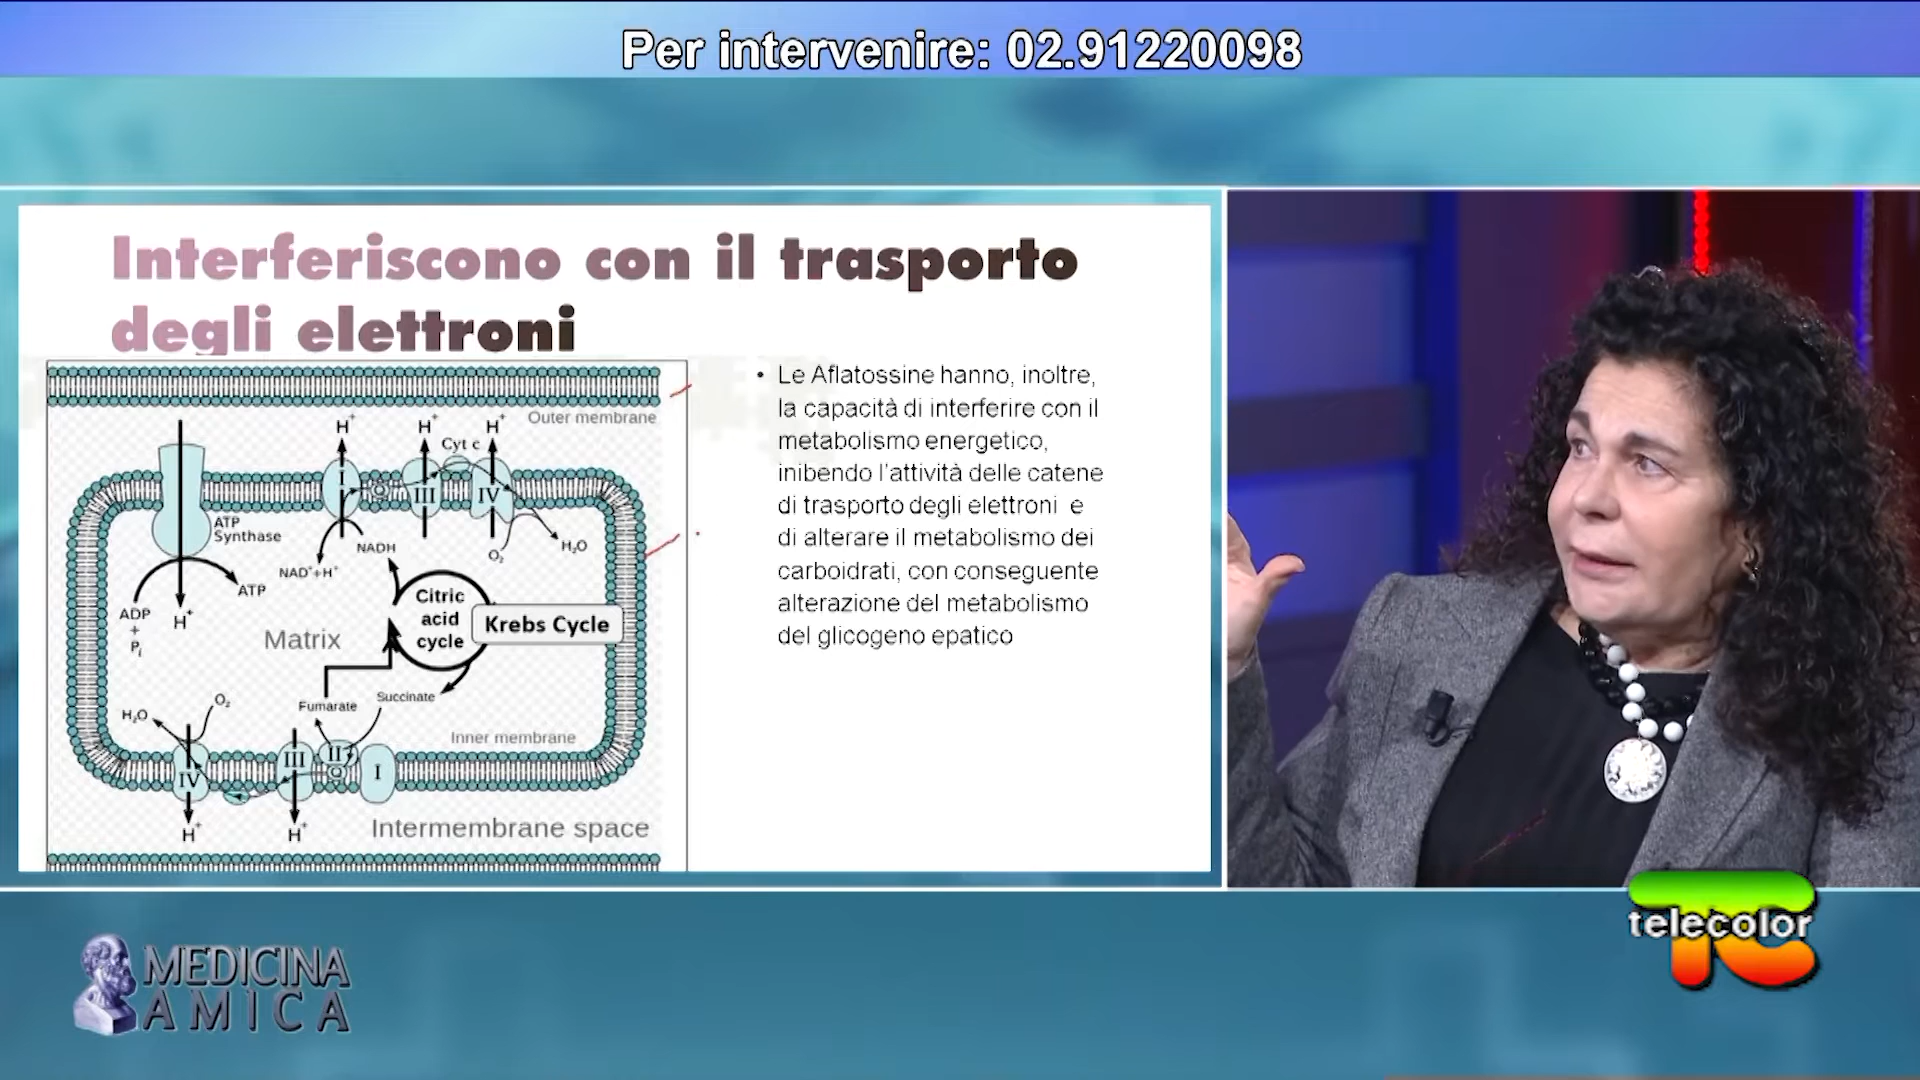 Per intervenire: 02.91220098
Interferiscono con il trasporto
degli elettroni
Outer membrane
H⁺
H⁺
H⁺
Cyt c
I
Q
III
IV
ATP
Synthase
NADH
O₂
H₂O
NAD⁺+H⁺
ATP
ADP
+
Pᵢ
H⁺
Matrix
Citric
acid
cycle
Krebs Cycle
Fumarate
Succinate
H₂O
O₂
Inner membrane
IV
III
II
Q
I
H⁺
H⁺
Intermembrane space
• Le Aflatossine hanno, inoltre,
la capacità di interferire con il
metabolismo energetico,
inibendo l'attività delle catene
di trasporto degli elettroni e
di alterare il metabolismo dei
carboidrati, con conseguente
alterazione del metabolismo
del glicogeno epatico
MEDICINA
AMICA
telecolor
TC